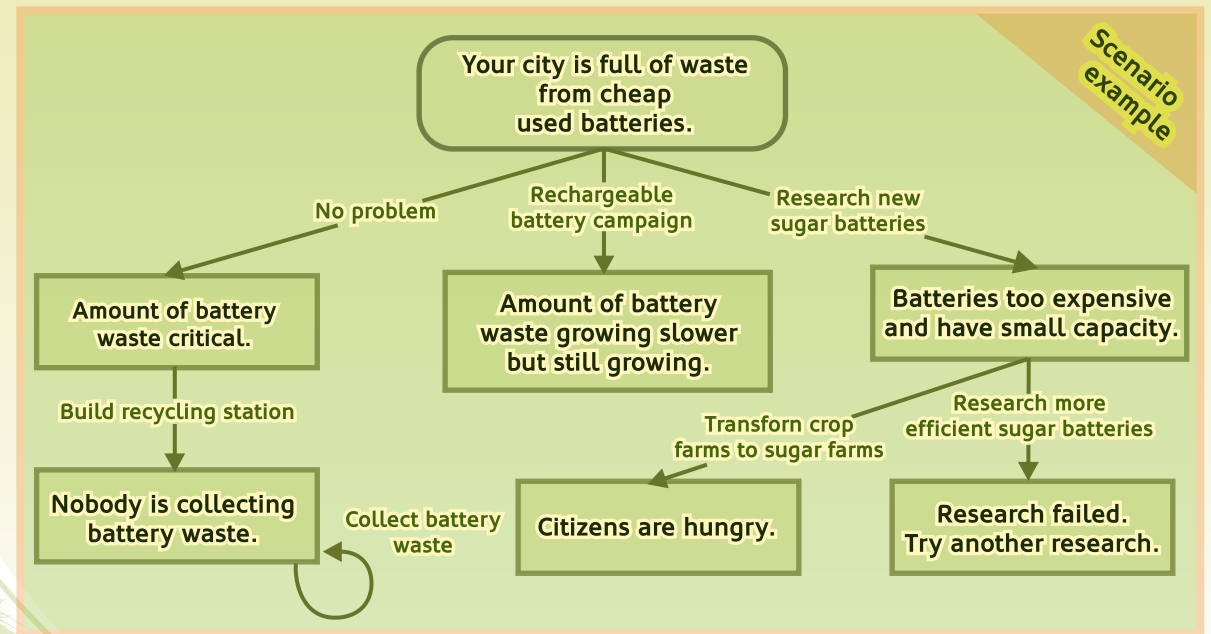 Scenario
example
Your city is full of waste
from cheap
used batteries.
No problem
Rechargeable
battery campaign
Research new
sugar batteries
Amount of battery
waste critical.
Amount of battery
waste growing slower
but still growing.
Batteries too expensive
and have small capacity.
Build recycling station
Transforn crop
farms to sugar farms
Research more
efficient sugar batteries
Nobody is collecting
battery waste.
Collect battery
waste
Citizens are hungry.
Research failed.
Try another research.